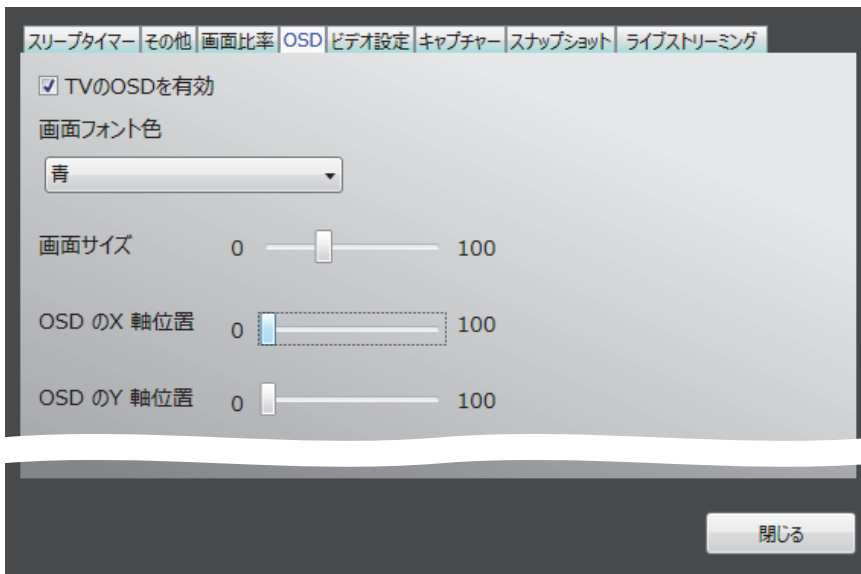 スリープタイマー その他 画面比率 OSD ビデオ設定 キャプチャー スナップショット ライブストリーミング
TVのOSDを有効
画面フォント色
青
画面サイズ 0 100
OSD のX 軸位置 0 100
OSD のY 軸位置 0 100
閉じる